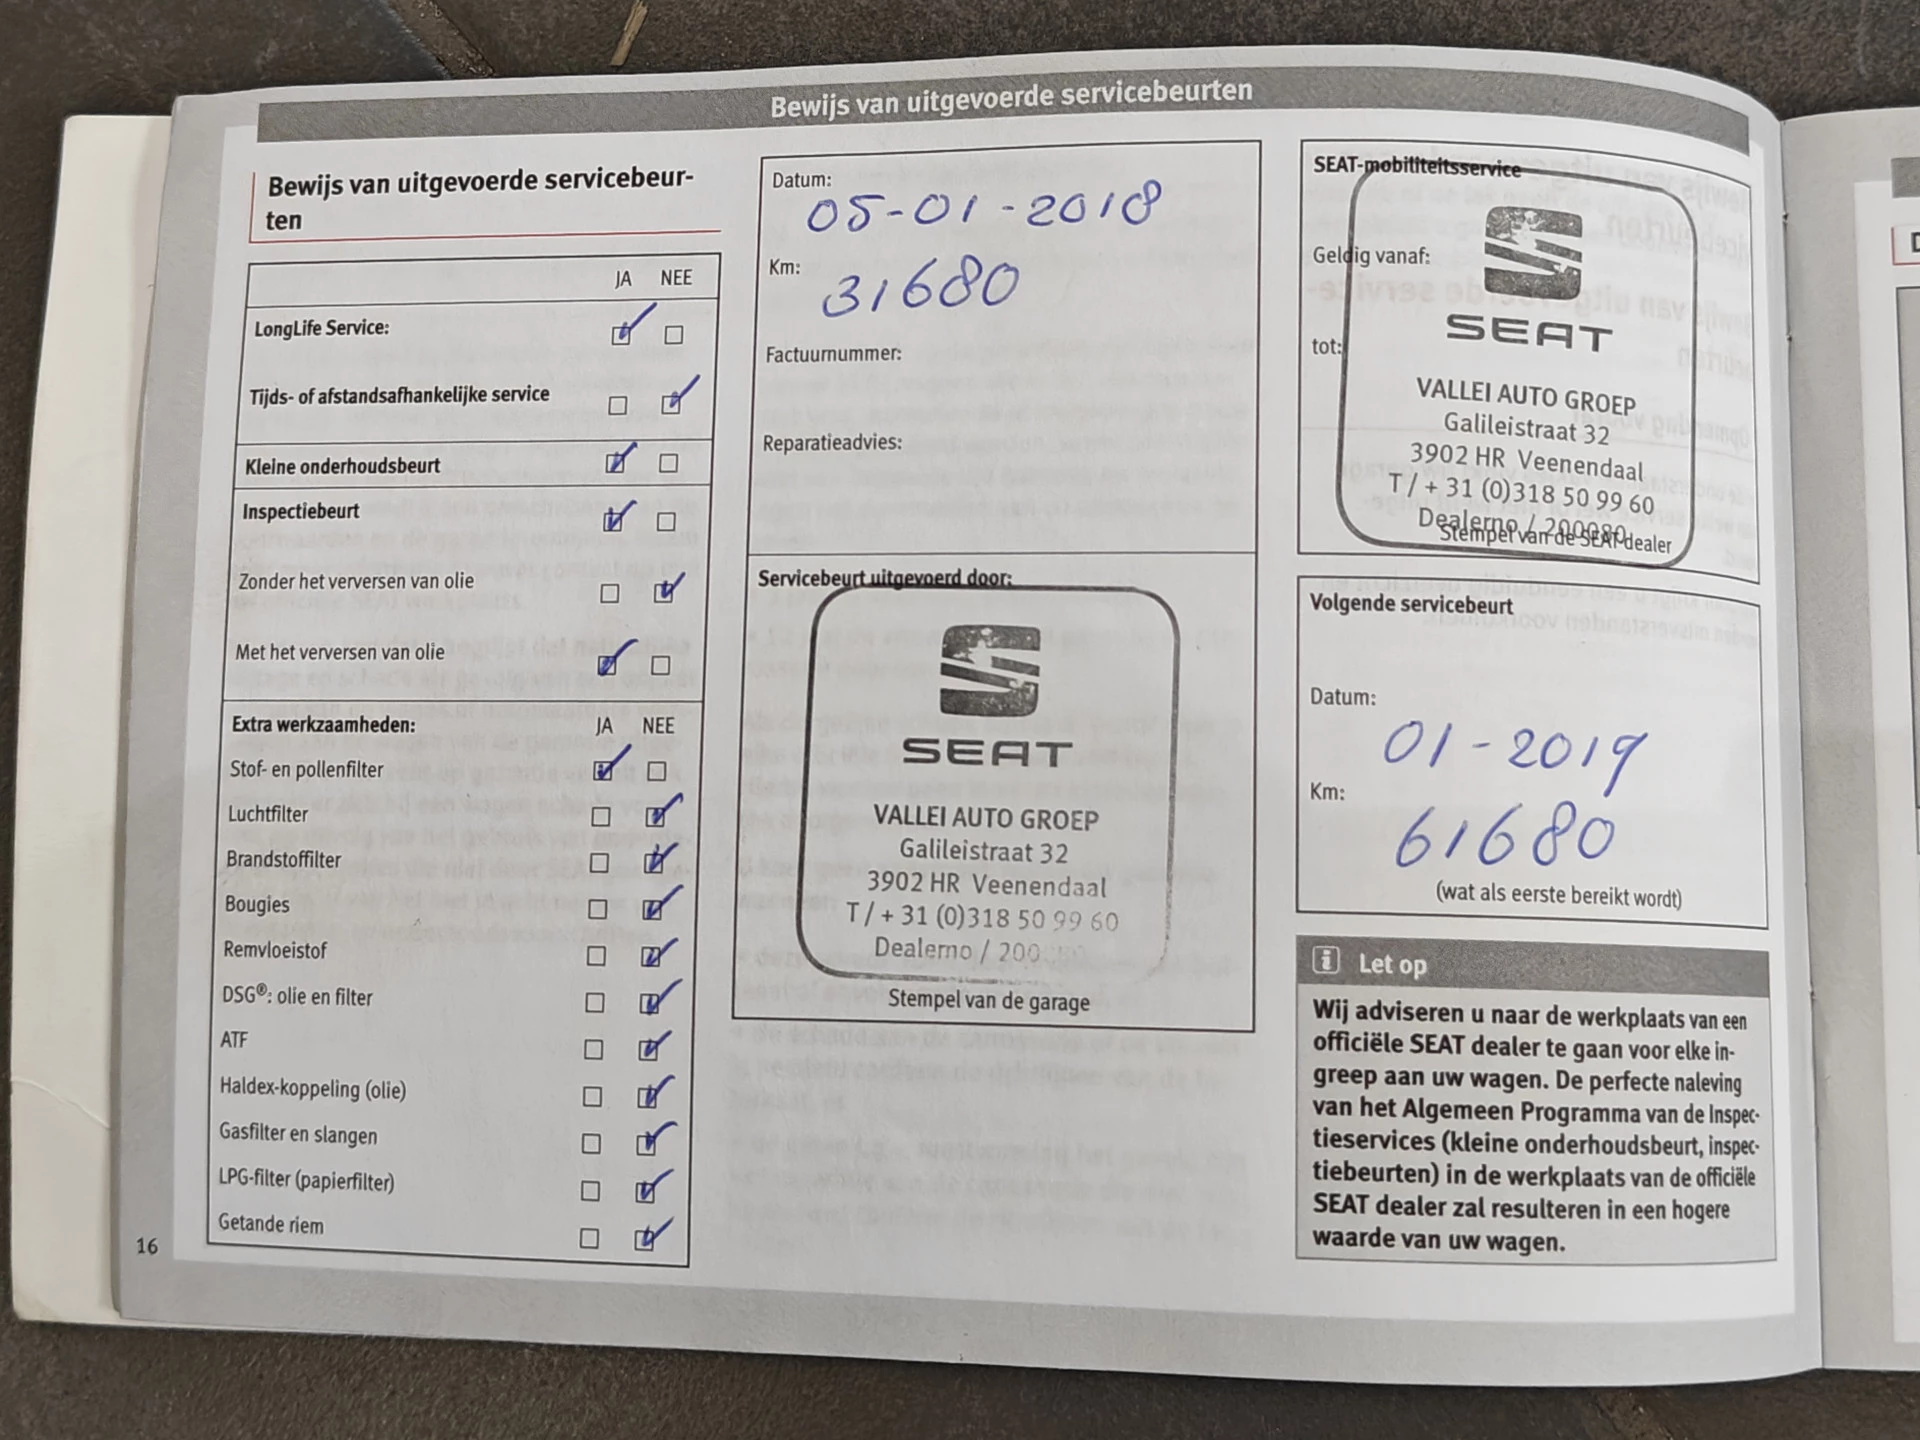 Bewijs van uitgevoerde servicebeurten
Bewijs van uitgevoerde servicebeur-
ten
JA NEE
LongLife Service:
Tijds- of afstandsafhankelijke service
Kleine onderhoudsbeurt
Inspectiebeurt
Zonder het verversen van olie
Met het verversen van olie
Extra werkzaamheden: JA NEE
Stof- en pollenfilter
Luchtfilter
Brandstoffilter
Bougies
Remvloeistof
DSG®: olie en filter
ATF
Haldex-koppeling (olie)
Gasfilter en slangen
LPG-filter (papierfilter)
Getande riem
16
Datum:
05-01-2018
Km:
31680
Factuurnummer:
Reparatieadvies:
Servicebeurt uitgevoerd door:
SEAT
VALLEI AUTO GROEP
Galileistraat 32
3902 HR Veenendaal
T / + 31 (0)318 50 99 60
Dealerno / 200
Stempel van de garage
SEAT-mobiliteitsservice
Geldig vanaf:
tot:
SEAT
VALLEI AUTO GROEP
Galileistraat 32
3902 HR Veenendaal
T / + 31 (0)318 50 99 60
Dealerno / 200080
Stempel van de SEAT-dealer
Volgende servicebeurt
Datum:
01-2019
Km:
61680
(wat als eerste bereikt wordt)
i Let op
Wij adviseren u naar de werkplaats van een
officiële SEAT dealer te gaan voor elke in-
greep aan uw wagen. De perfecte naleving
van het Algemeen Programma van de Inspec-
tieservices (kleine onderhoudsbeurt, inspec-
tiebeurten) in de werkplaats van de officiële
SEAT dealer zal resulteren in een hogere
waarde van uw wagen.